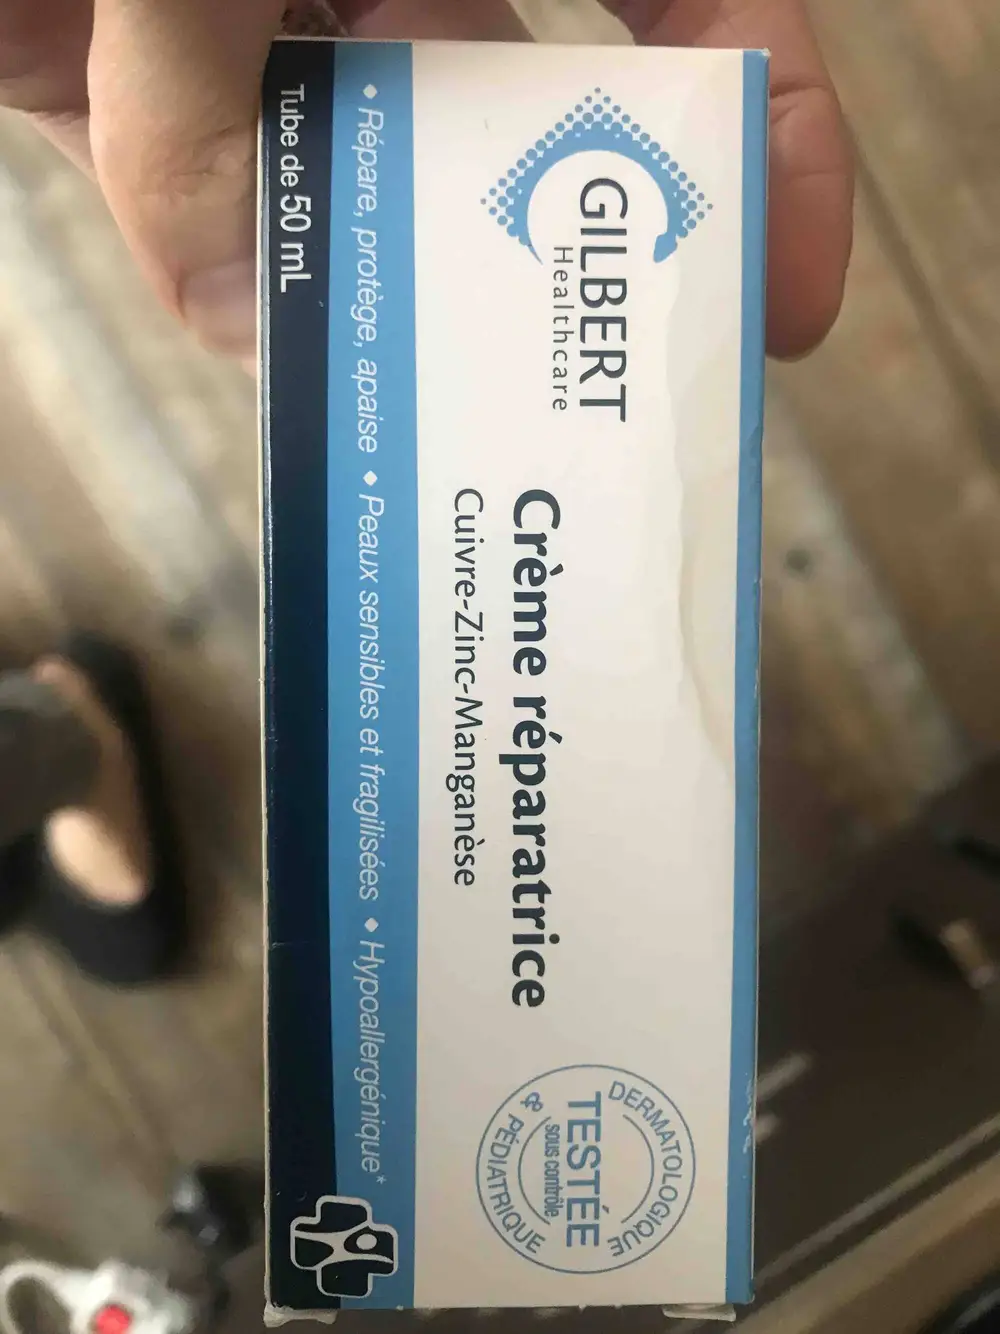 GILBERT
Healthcare
Crème réparatrice
Cuivre-Zinc-Manganèse
DERMATOLOGIQUE
TESTÉE
sous contrôle
& PÉDIATRIQUE
♦ Répare, protège, apaise ♦ Peaux sensibles et fragilisées ♦ Hypoallergénique*
Tube de 50 mL